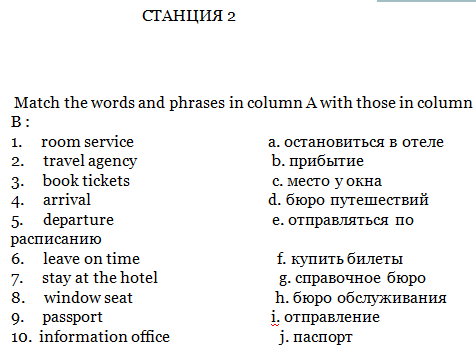 СТАНЦИЯ 2
Match the words and phrases in column A with those in column
B :
1. room service a. остановиться в отеле
2. travel agency b. прибытие
3. book tickets c. место у окна
4. arrival d. бюро путешествий
5. departure e. отправляться по
расписанию
6. leave on time f. купить билеты
7. stay at the hotel g. справочное бюро
8. window seat h. бюро обслуживания
9. passport i. отправление
10. information office j. паспорт